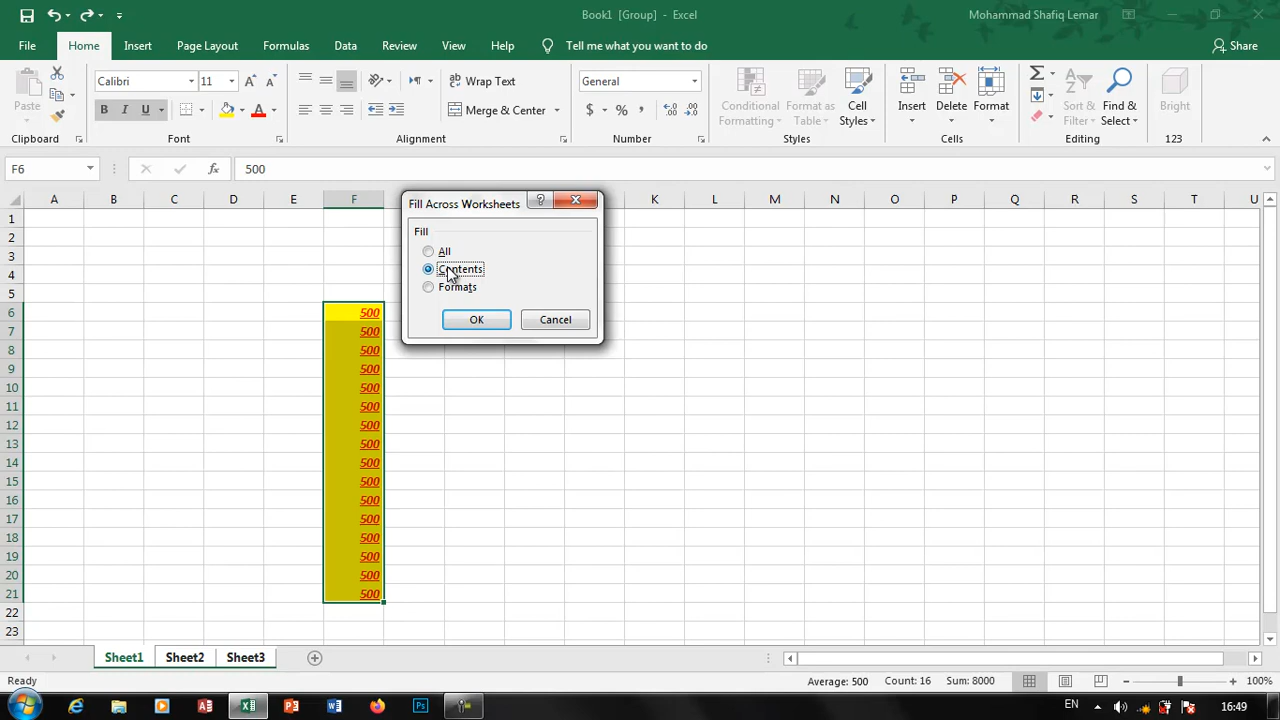 Book1 [Group] - Excel
Mohammad Shafiq Lemar
File Home Insert Page Layout Formulas Data Review View Help Tell me what you want to do Share
Paste
Calibri 11
Wrap Text
General
B I U
Merge & Center
$ % ,
Conditional Formatting
Format as Table
Cell Styles
Insert
Delete
Format
Sort & Filter
Find & Select
Bright
Clipboard Font Alignment Number Styles Cells Editing 123
F6 fx 500
A B C D E F K L M N O P Q R S T U
Fill Across Worksheets
Fill
All
Contents
Formats
OK Cancel
1
2
3
4
5
6 500
7 500
8 500
9 500
10 500
11 500
12 500
13 500
14 500
15 500
16 500
17 500
18 500
19 500
20 500
21 500
22
23
Sheet1 Sheet2 Sheet3
Ready Average: 500 Count: 16 Sum: 8000 100%
EN 16:49